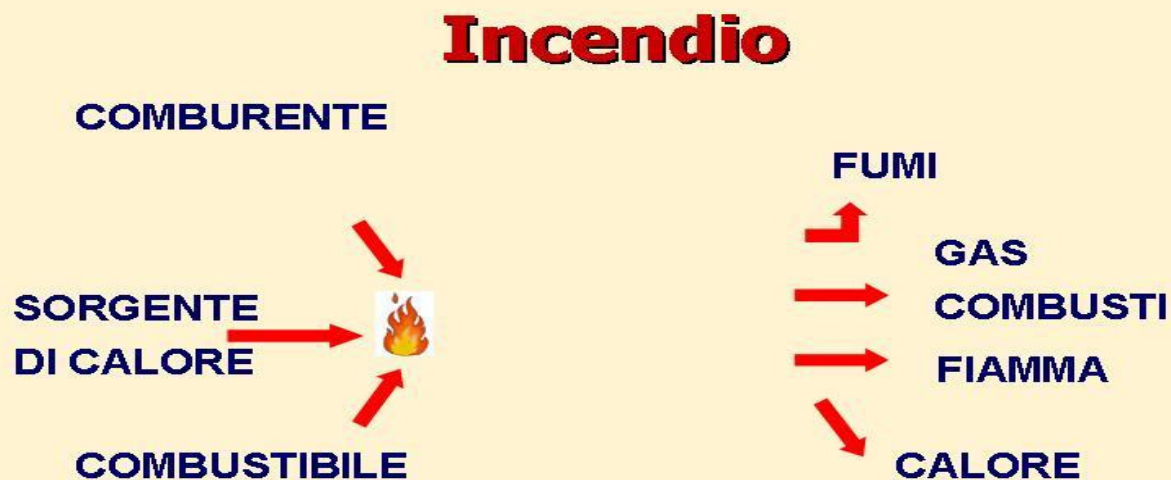 Incendio
COMBURENTE
SORGENTE
DI CALORE
COMBUSTIBILE
FUMI
GAS
COMBUSTI
FIAMMA
CALORE